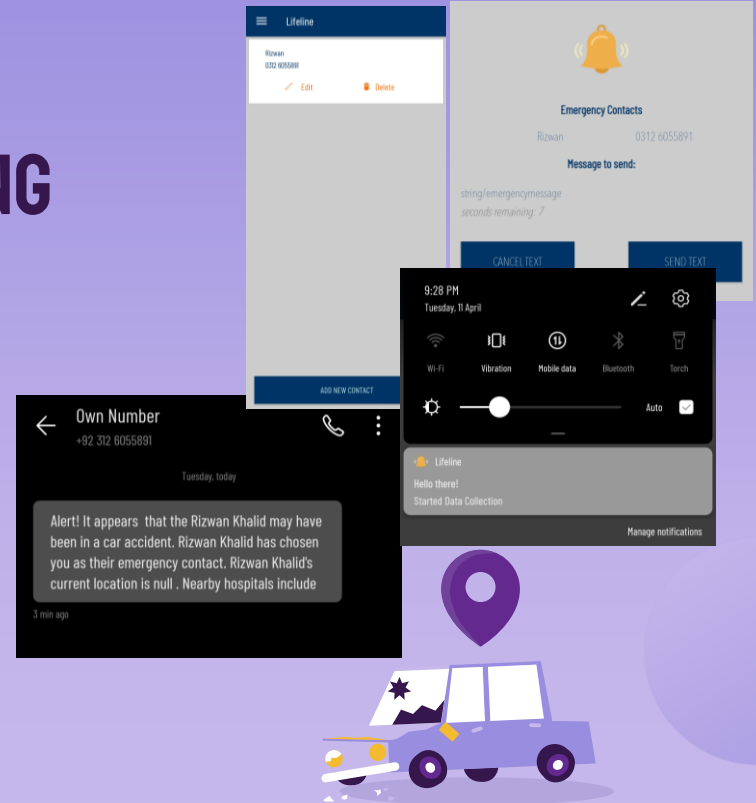 NG
Lifeline
Rizwan
0312 6055891
Edit
Delete
ADD NEW CONTACT
Emergency Contacts
Rizwan 0312 6055891
Message to send:
string/emergencymessage
seconds remaining: 7
CANCEL TEXT SEND TEXT
9:28 PM
Tuesday, 11 April
Wi-Fi Vibration Mobile data Bluetooth Torch
Auto
Lifeline
Hello there!
Started Data Collection
Manage notifications
Own Number
+92 312 6055891
Tuesday, today
Alert! It appears that the Rizwan Khalid may have
been in a car accident. Rizwan Khalid has chosen
you as their emergency contact. Rizwan Khalid's
current location is null . Nearby hospitals include
3 min ago